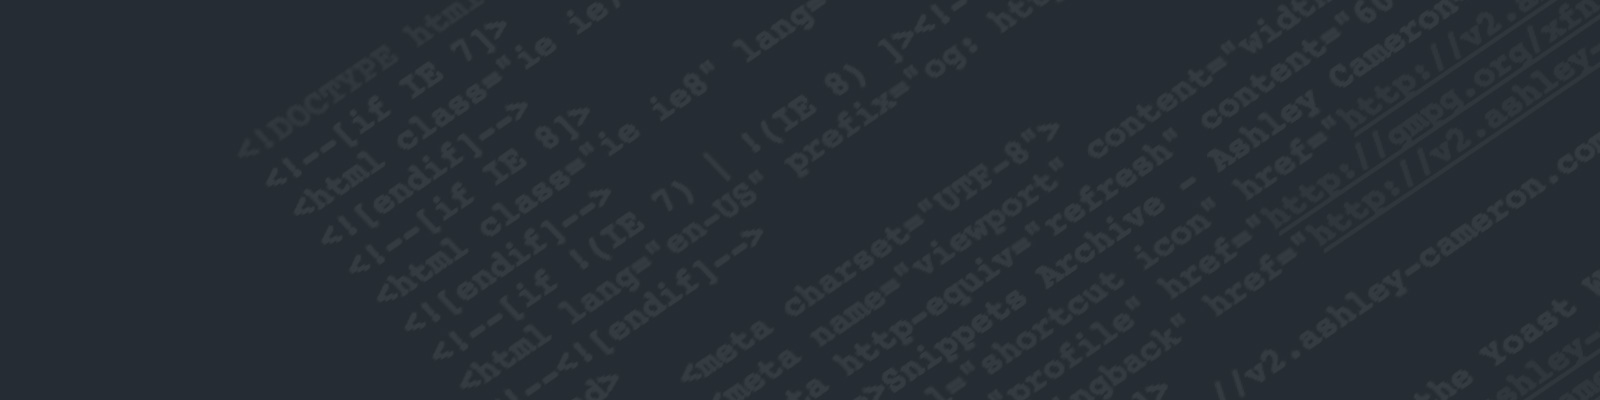 <!DOCTYPE html
<!--[if IE 7]>
<html class="ie ie
<![endif]-->
<!--[if IE 8]>
<html class="ie ie8" lang=
<![endif]-->
<!--[if !(IE 7) | !(IE 8) ]><!-
<html lang="en-US" prefix="og: htt
<!--<![endif]-->
<meta charset="UTF-8">
meta name="viewport" content="width
http-equiv="refresh" content="60
>Snippets Archive - Ashley Cameron
"shortcut icon" href="http://v2.a
"profile" href="http://gmpg.org/xfn
ngback" href="http://v2.ashley-
//v2.ashley-cameron.co
the Yoast